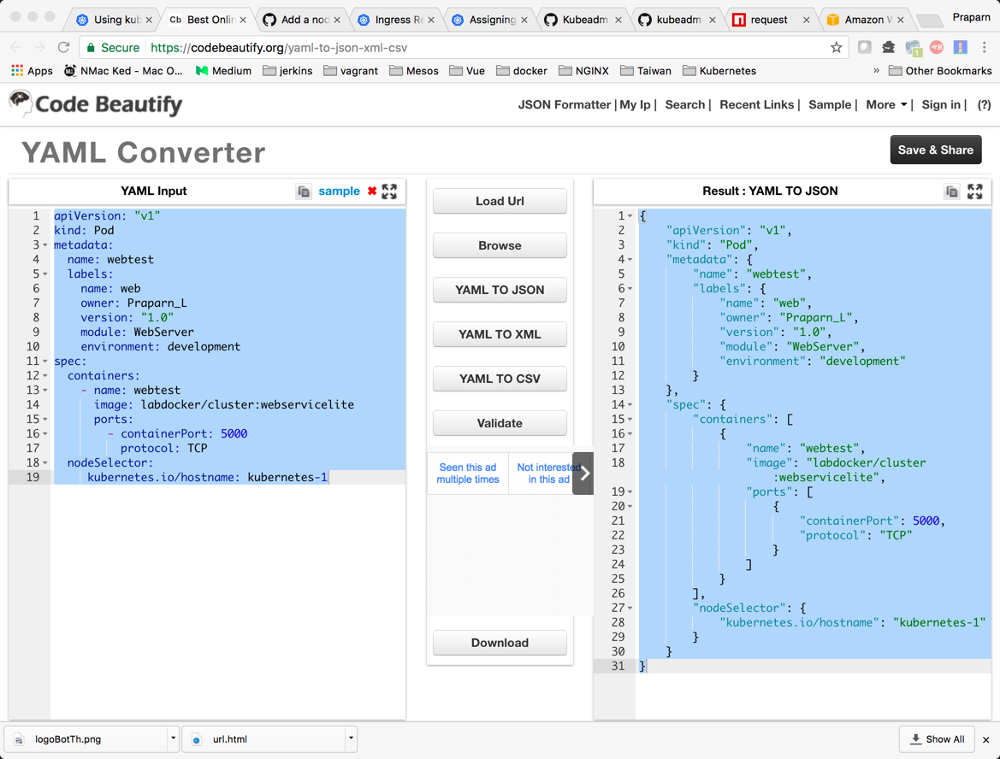 Using kub
Best Onlin
Add a nod
Ingress Re
Assigning
Kubeadm
kubeadm
request
Amazon W
Praparn
Secure https://codebeautify.org/yaml-to-json-xml-csv
Apps NMac Ked - Mac O... Medium jerkins vagrant Mesos Vue docker NGINX Taiwan Kubernetes » Other Bookmarks
Code Beautify
JSON Formatter | My Ip | Search | Recent Links | Sample | More | Sign in | (?)
YAML Converter
Save & Share
YAML Input
sample
1 apiVersion: "v1"
2 kind: Pod
3 metadata:
4   name: webtest
5   labels:
6     name: web
7     owner: Praparn_L
8     version: "1.0"
9     module: WebServer
10     environment: development
11 spec:
12   containers:
13     - name: webtest
14       image: labdocker/cluster:webservicelite
15       ports:
16         - containerPort: 5000
17           protocol: TCP
18   nodeSelector:
19      kubernetes.io/hostname: kubernetes-1
Load Url
Browse
YAML TO JSON
YAML TO XML
YAML TO CSV
Validate
Seen this ad
multiple times
Not interested
in this ad
Download
Result : YAML TO JSON
1 {
2     "apiVersion": "v1",
3     "kind": "Pod",
4     "metadata": {
5         "name": "webtest",
6         "labels": {
7             "name": "web",
8             "owner": "Praparn_L",
9             "version": "1.0",
10             "module": "WebServer",
11             "environment": "development"
12         }
13     },
14     "spec": {
15         "containers": [
16             {
17                 "name": "webtest",
18                 "image": "labdocker/cluster
:webservicelite",
19                 "ports": [
20                     {
21                         "containerPort": 5000,
22                         "protocol": "TCP"
23                     }
24                 ]
25             }
26         ],
27         "nodeSelector": {
28             "kubernetes.io/hostname": "kubernetes-1"
29         }
30     }
31 }
logoBotTh.png
url.html
Show All